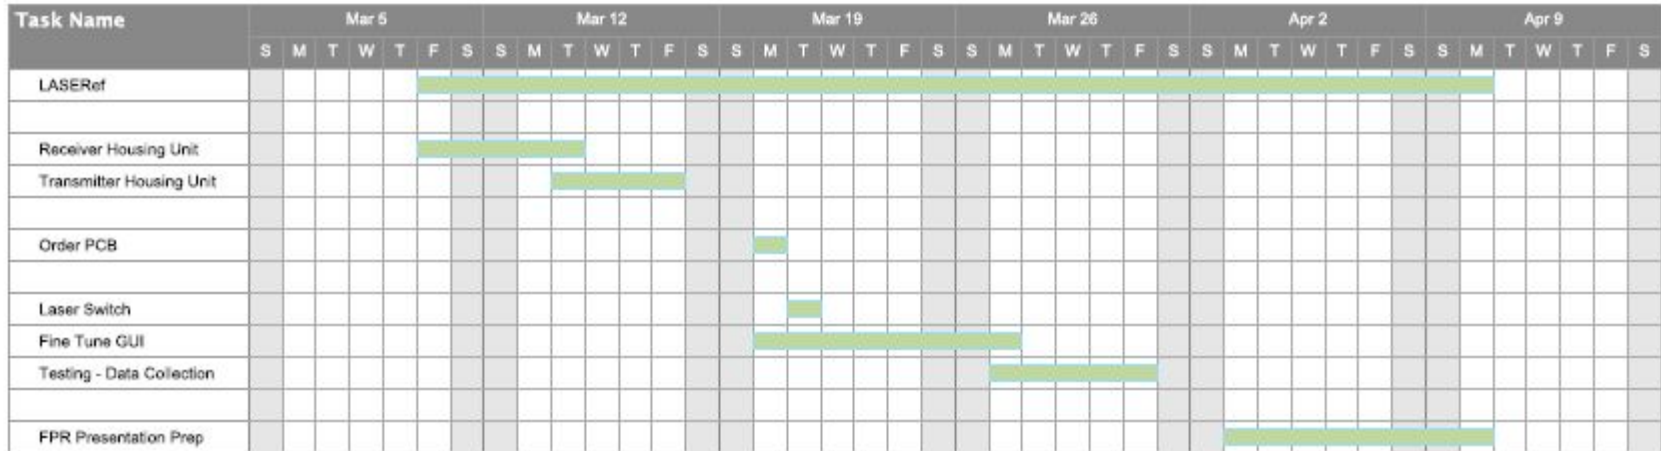 Task Name Mar 5 Mar 12 Mar 19 Mar 26 Apr 2 Apr 9
S M T W T F S S M T W T F S S M T W T F S S M T W T F S S M T W T F S S M T W T F S
LASERef
Receiver Housing Unit
Transmitter Housing Unit
Order PCB
Laser Switch
Fine Tune GUI
Testing - Data Collection
FPR Presentation Prep